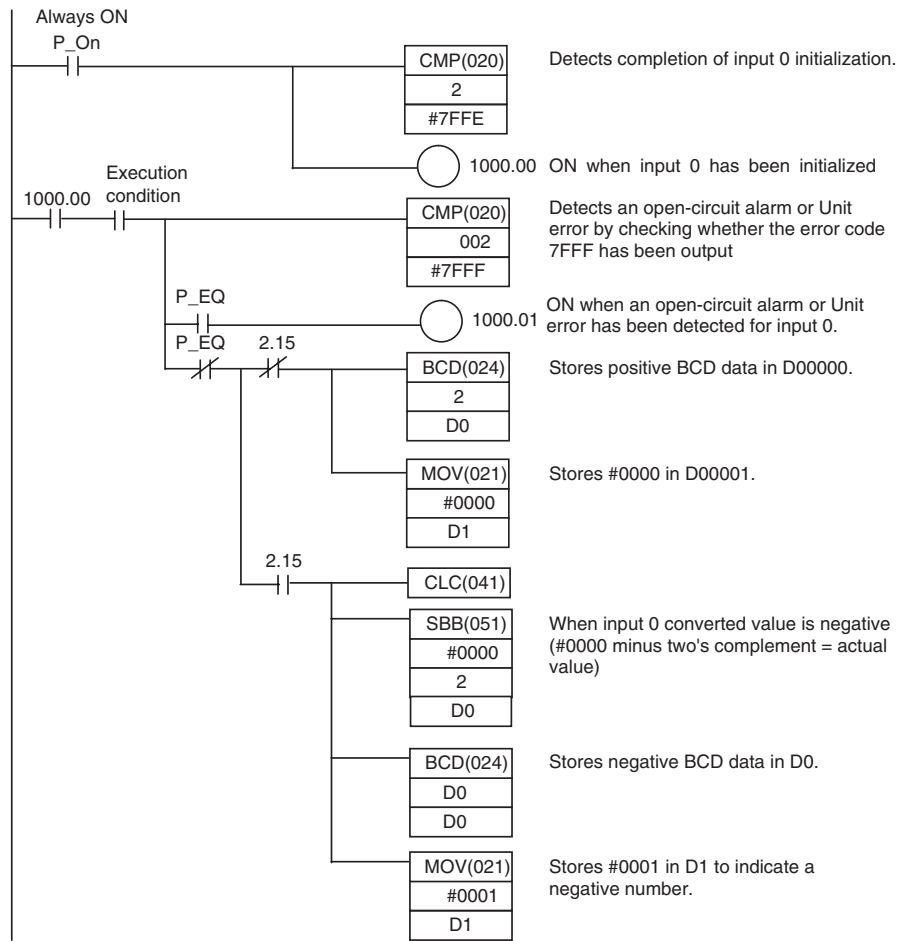 Always ON
P_On
CMP(020)
2
#7FFE
Detects completion of input 0 initialization.
1000.00
ON when input 0 has been initialized
1000.00
Execution
condition
CMP(020)
002
#7FFF
Detects an open-circuit alarm or Unit
error by checking whether the error code
7FFF has been output
P_EQ
1000.01
ON when an open-circuit alarm or Unit
error has been detected for input 0.
P_EQ
2.15
BCD(024)
2
D0
Stores positive BCD data in D00000.
MOV(021)
#0000
D1
Stores #0000 in D00001.
2.15
CLC(041)
SBB(051)
#0000
2
D0
When input 0 converted value is negative
(#0000 minus two's complement = actual
value)
BCD(024)
D0
D0
Stores negative BCD data in D0.
MOV(021)
#0001
D1
Stores #0001 in D1 to indicate a
negative number.